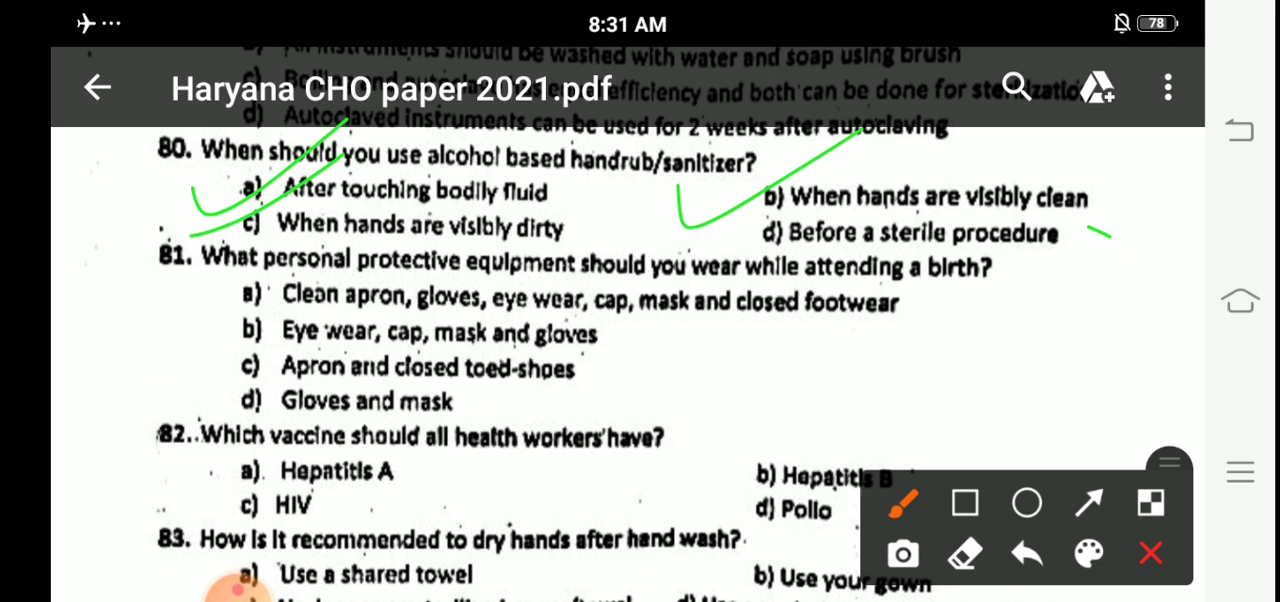 8:31 AM
78
should be washed with water and soap using brush
Haryana CHO paper 2021.pdf
efficiency and both can be done for
d) Autoclaved Instruments can be used for 2 weeks after autoclaving
80. When should you use alcohol based handrub/sanitizer?
a) After touching bodily fluid b) When hands are visibly clean
c) When hands are visibly dirty d) Before a sterile procedure
81. What personal protective equipment should you wear while attending a birth?
a) Clean apron, gloves, eye wear, cap, mask and closed footwear
b) Eye wear, cap, mask and gloves
c) Apron and closed toed-shoes
d) Gloves and mask
82. Which vaccine should all health workers have?
a). Hepatitis A b) Hepatitis B
c) HIV d) Polio
83. How is it recommended to dry hands after hand wash?
a) Use a shared towel b) Use your gown